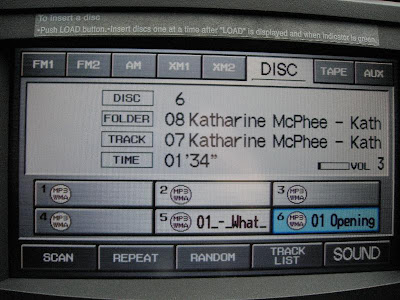 To insert a disc
•Push LOAD button.•Insert discs one at a time after "LOAD" is displayed and when indicator is green.
FM1 FM2 AM XM1 XM2 DISC TAPE AUX
DISC 6
FOLDER 08 Katharine McPhee - Kath
TRACK 07 Katharine McPhee - Kath
TIME 01'34" VOL 3
1 MP3 WMA 2 MP3 WMA 3 MP3 WMA
4 MP3 WMA 5 MP3 WMA 01_-_What_ 6 MP3 WMA 01 Opening
SCAN REPEAT RANDOM TRACK LIST SOUND